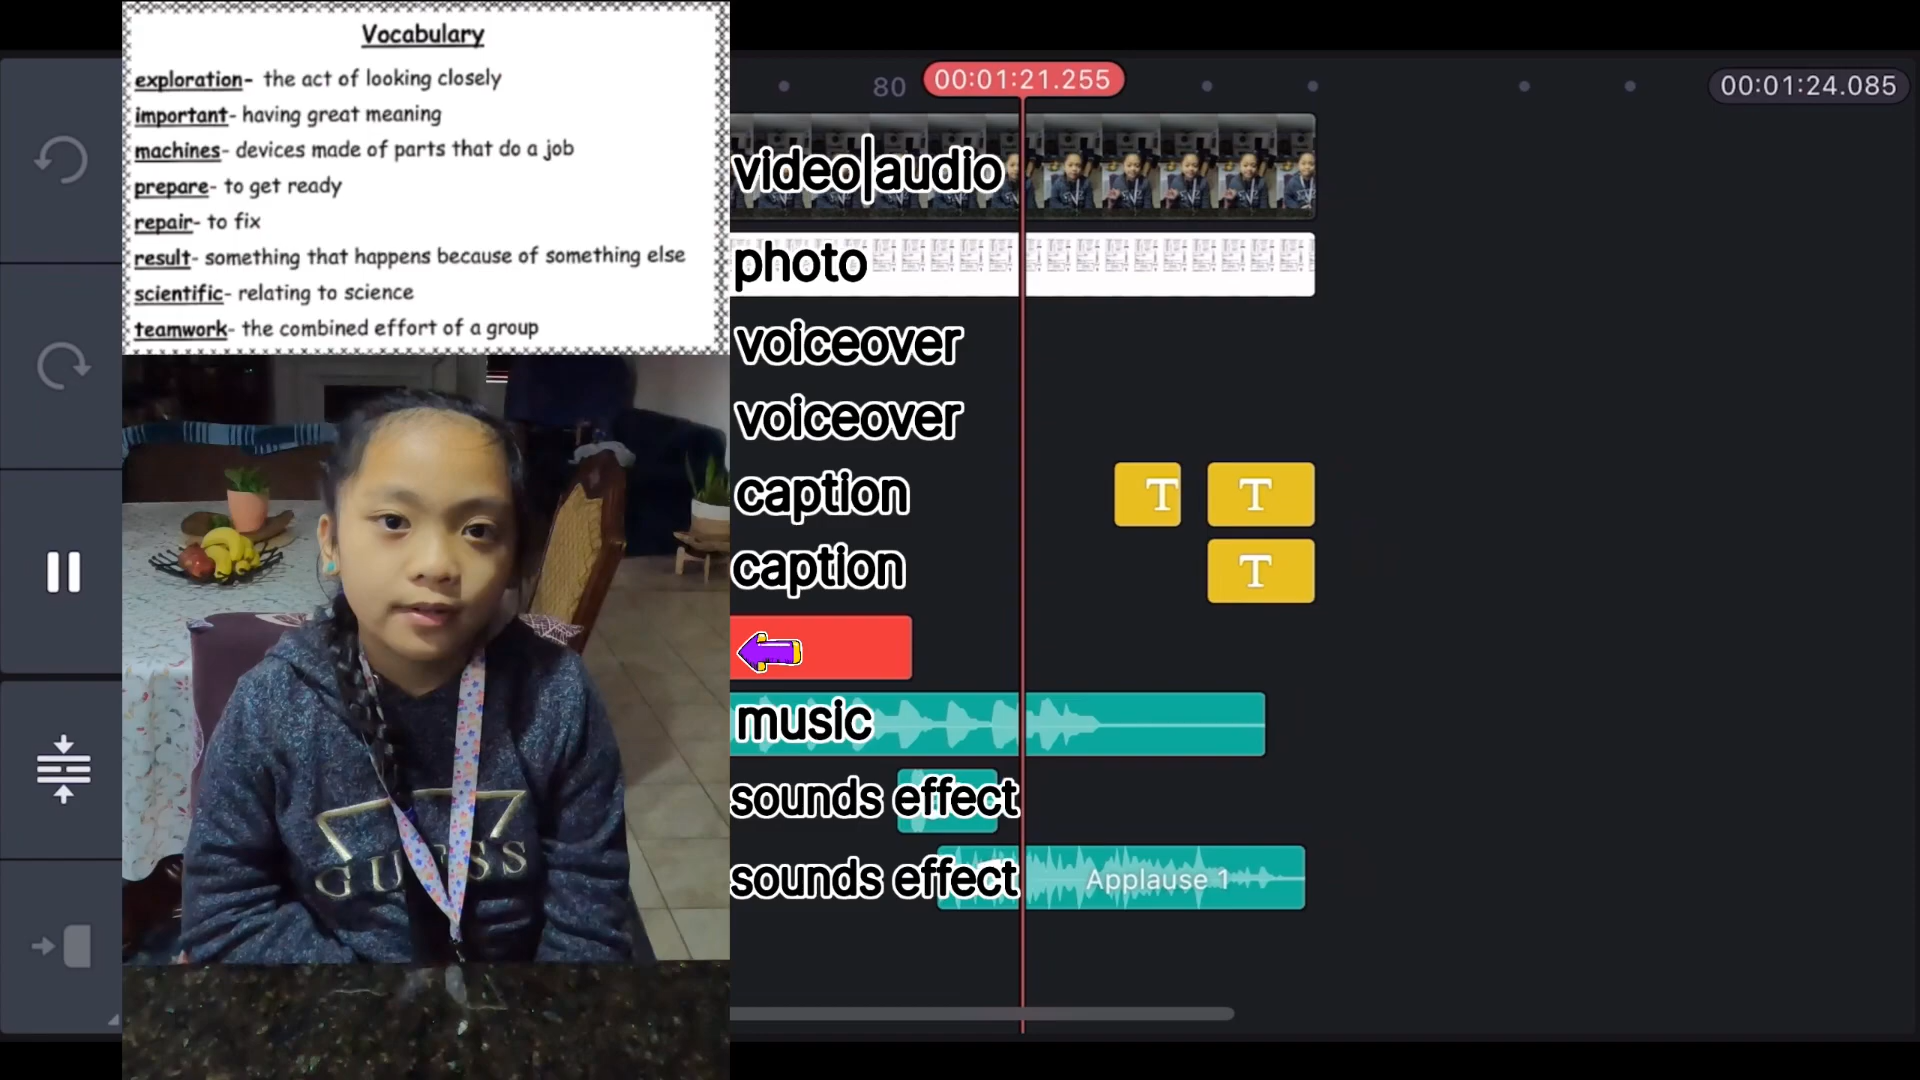 Vocabulary
exploration- the act of looking closely
important- having great meaning
machines- devices made of parts that do a job
prepare- to get ready
repair- to fix
result- something that happens because of something else
scientific- relating to science
teamwork- the combined effort of a group
80
00:01:21.255
00:01:24.085
video|audio
photo
voiceover
voiceover
caption
T
T
caption
T
music
sounds effect
sounds effect
Applause 1
GUESS